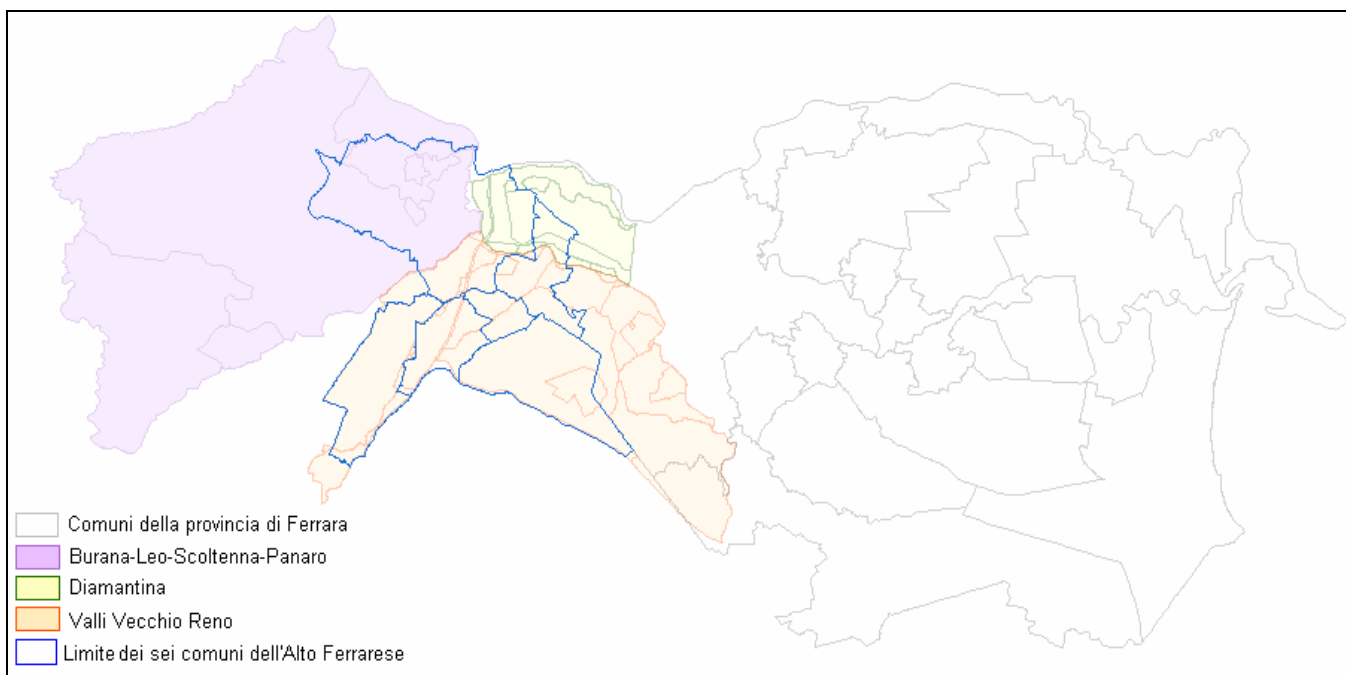 Comuni della provincia di Ferrara
Burana-Leo-Scoltenna-Panaro
Diamantina
Valli Vecchio Reno
Limite dei sei comuni dell'Alto Ferrarese